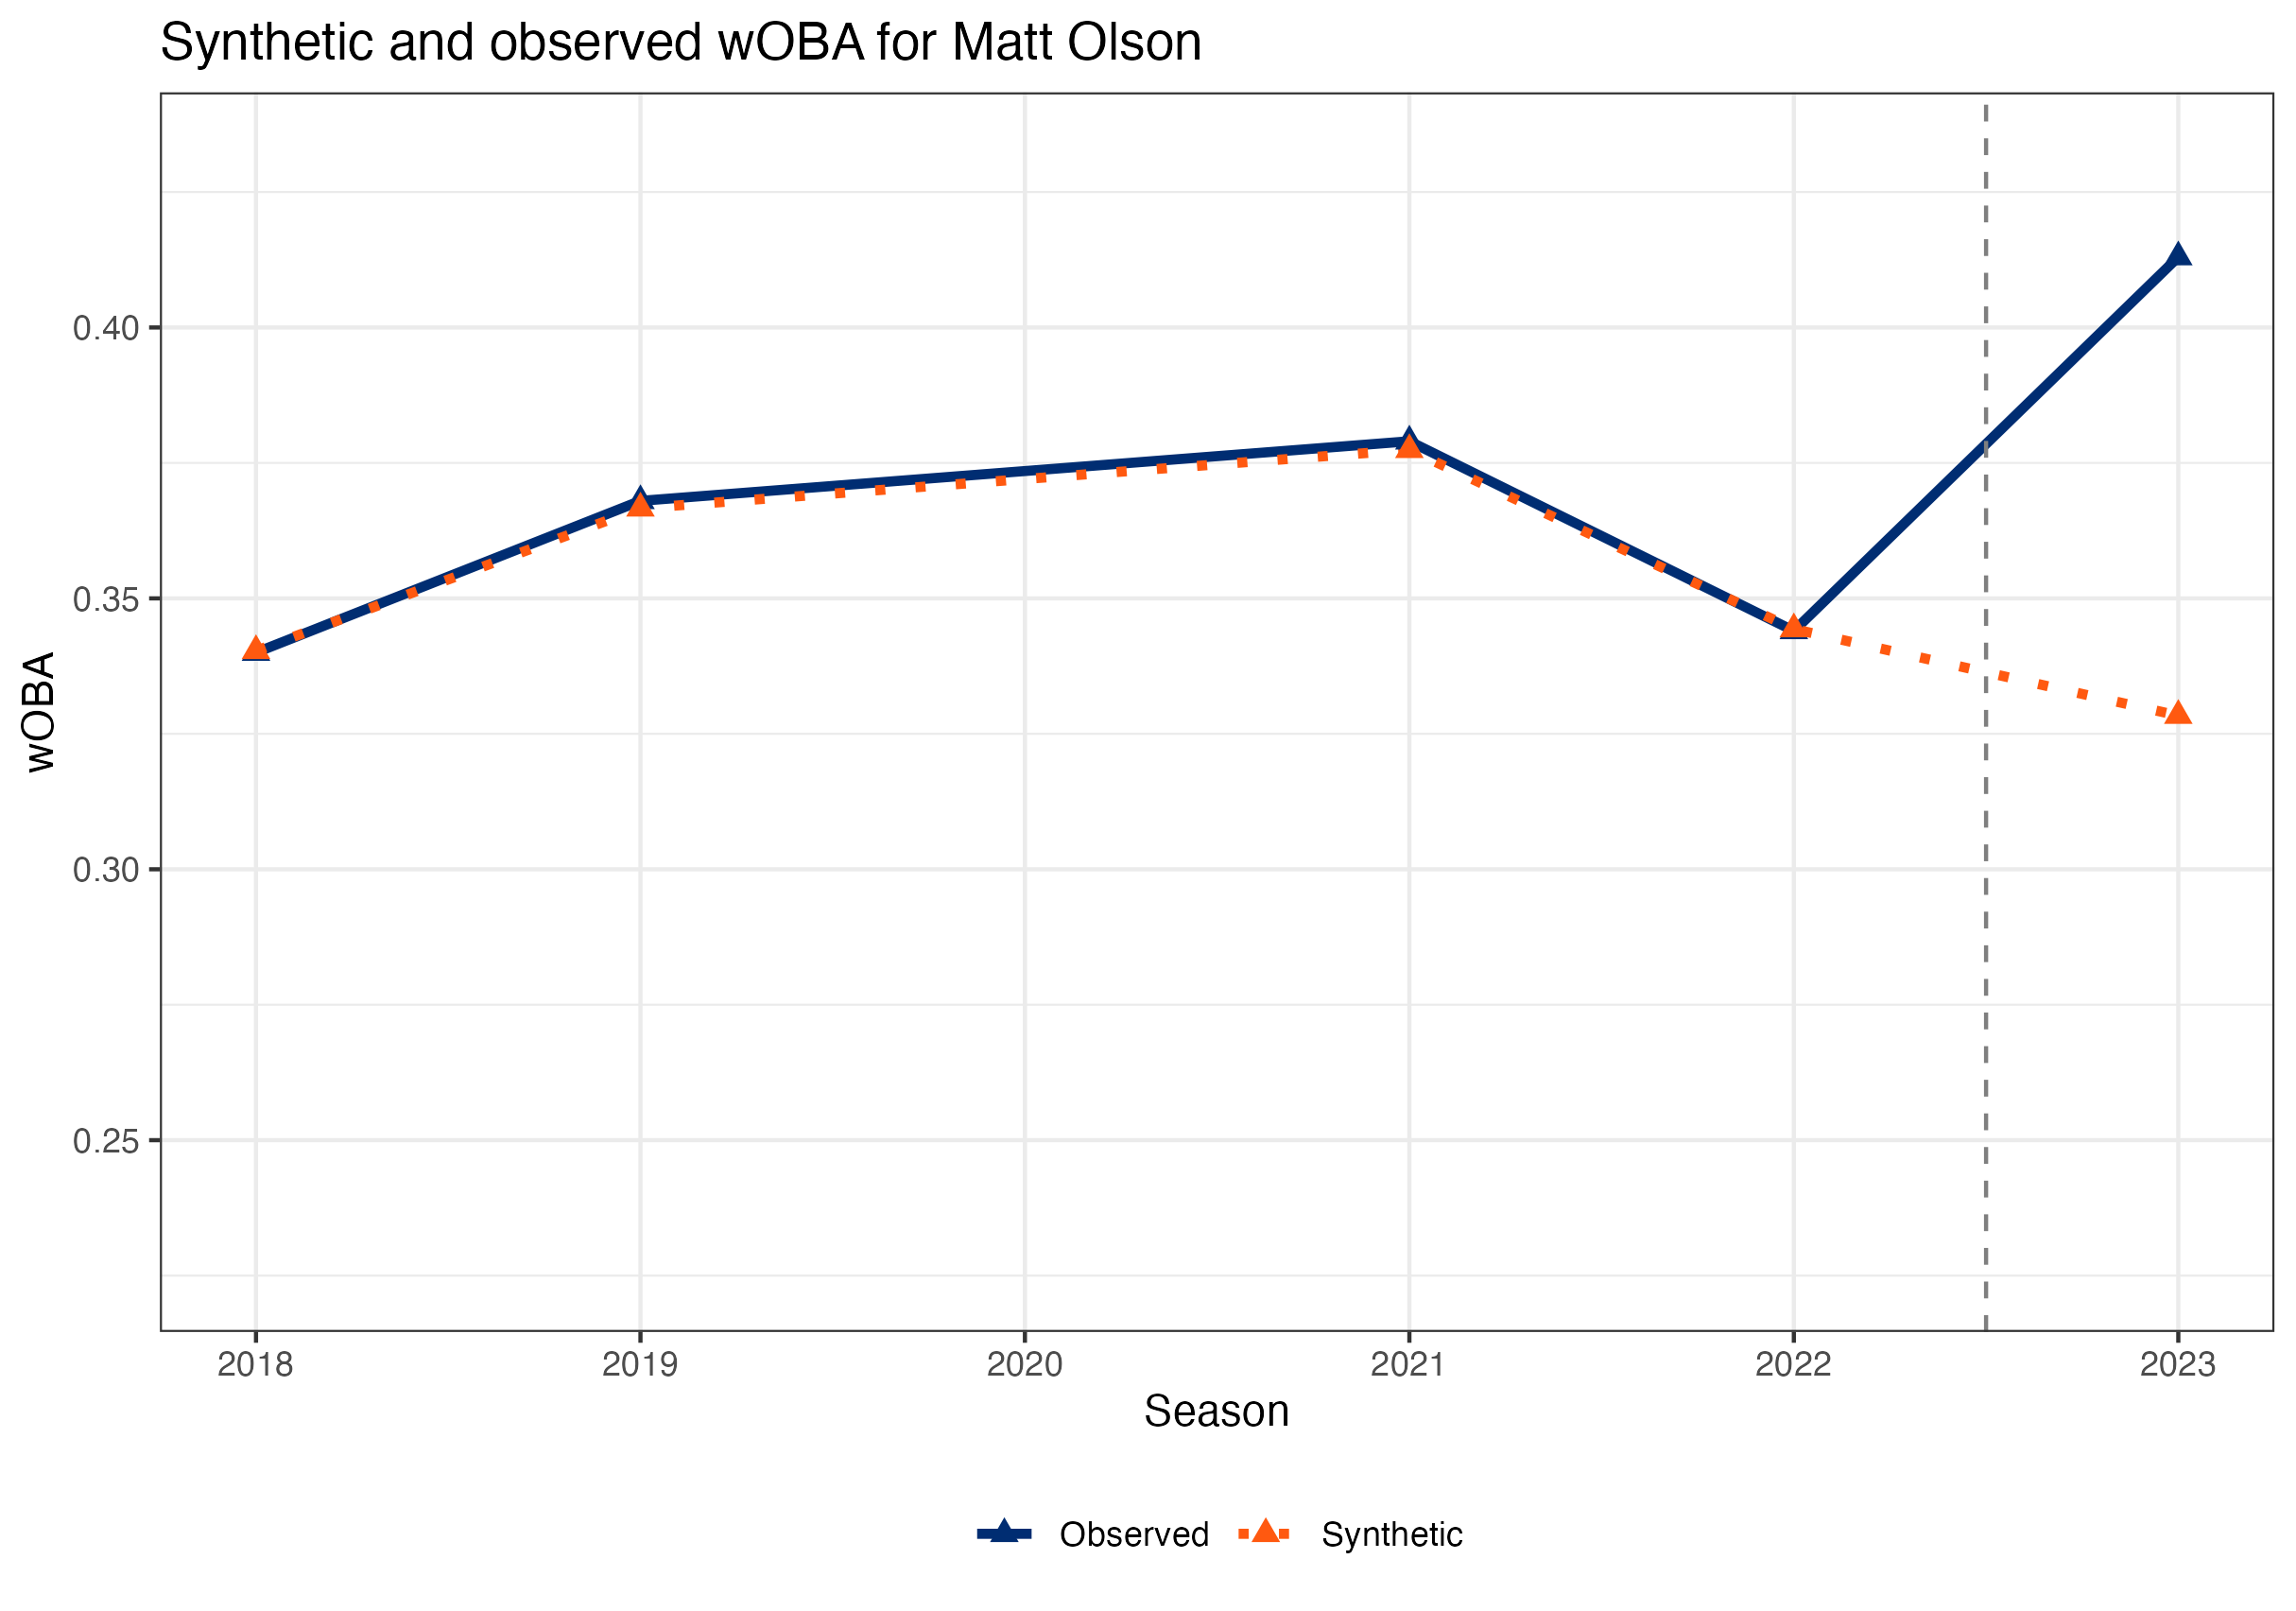 Synthetic and observed wOBA for Matt Olson
wOBA
0.40
0.35
0.30
0.25
2018 2019 2020 2021 2022 2023
Season
Observed Synthetic